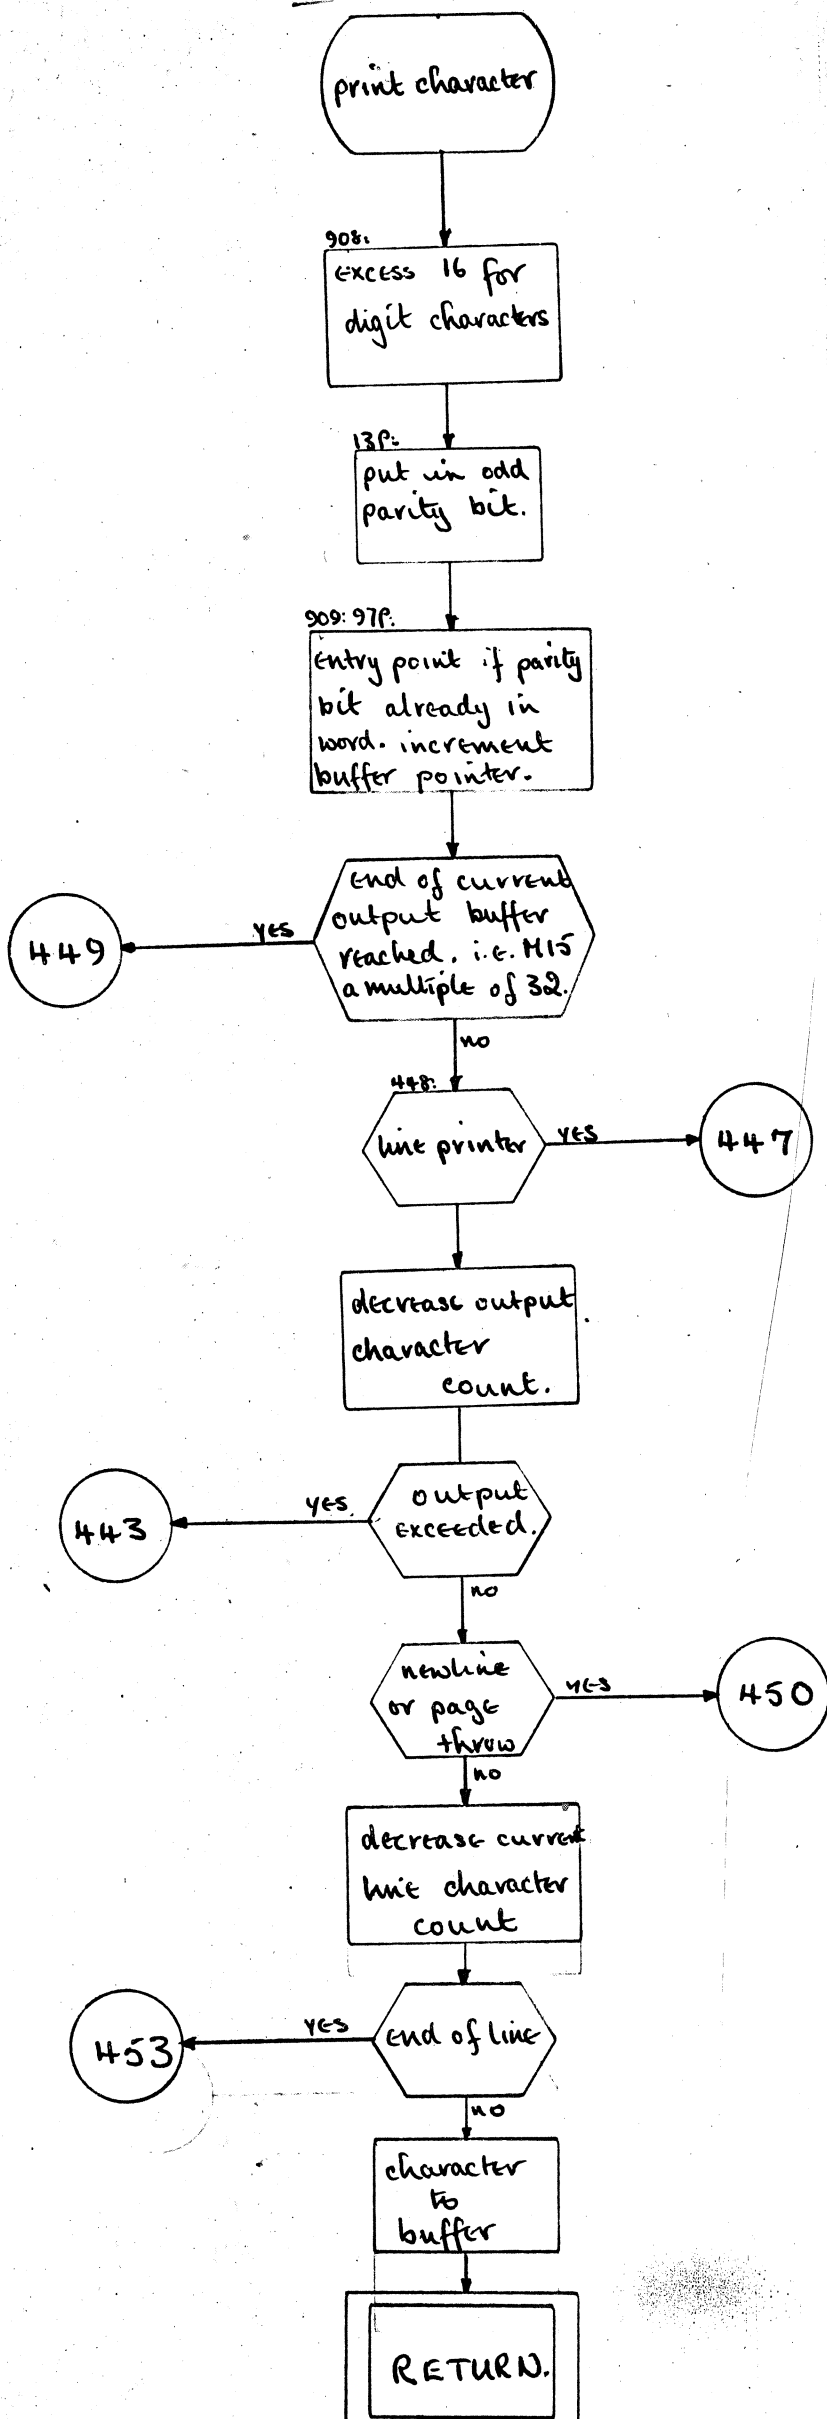 print character
908:
excess 16 for
digit characters
13P:
put in odd
parity bit.
909: 97P:
entry point if parity
bit already in
word. increment
buffer pointer.
end of current
output buffer
reached. i.e. M15
a multiple of 32.
YES
449
no
448:
line printer
YES
447
decrease output
character
count.
output
exceeded.
YES
443
no
newline
or page
throw
YES
450
no
decrease current
line character
count
end of line
YES
453
no
character
to
buffer
RETURN.